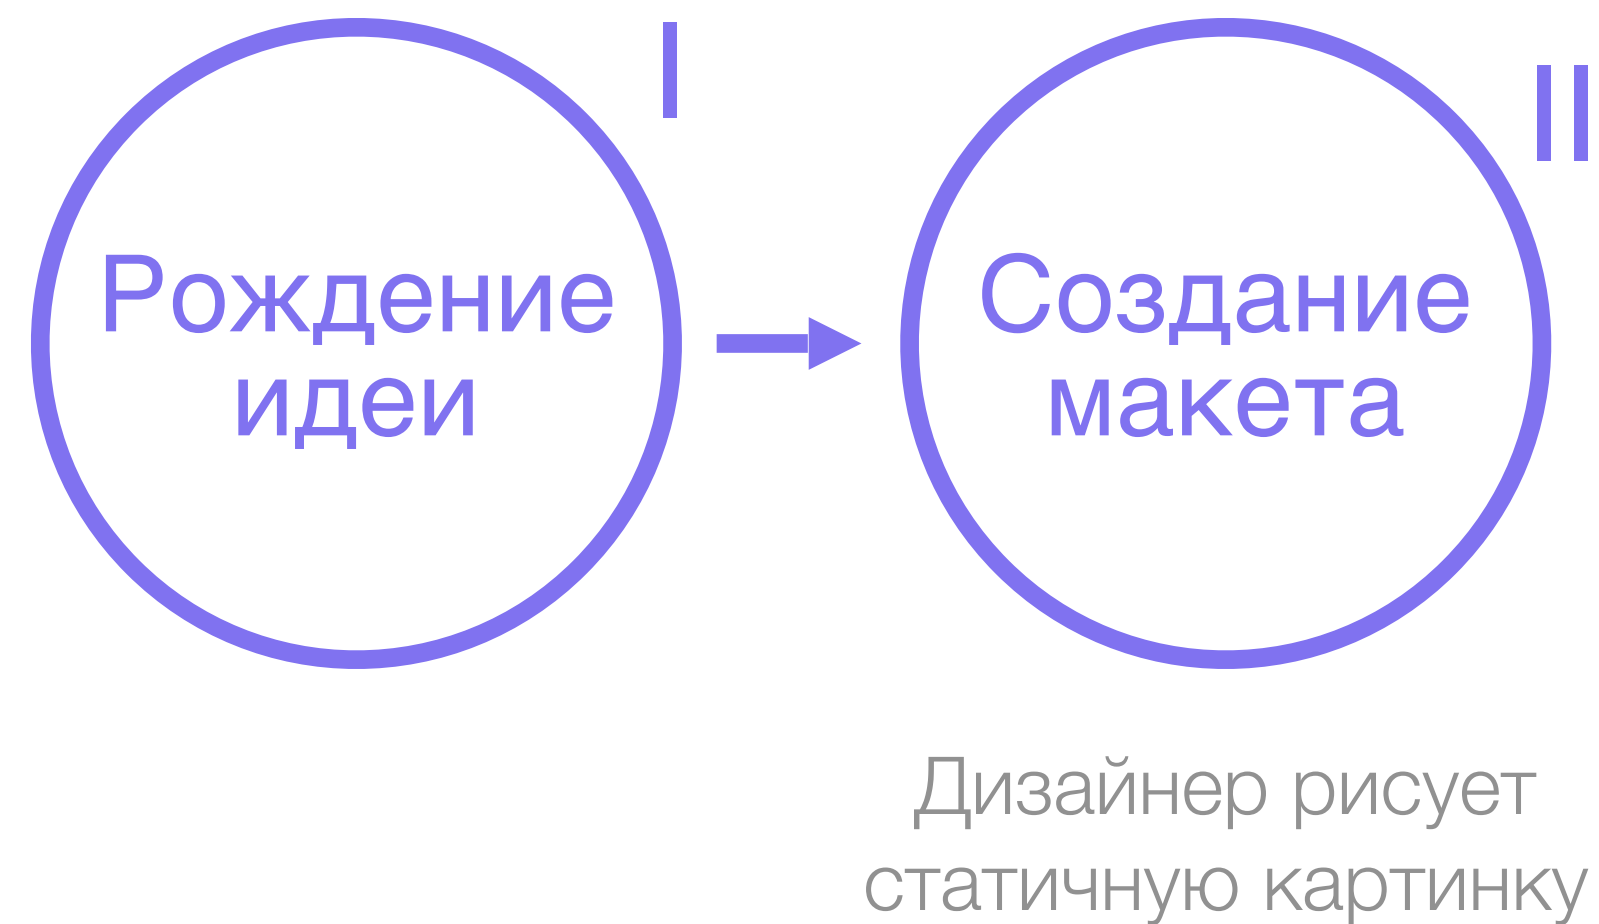 I
Рождение
идеи
II
Создание
макета
Дизайнер рисует
статичную картинку